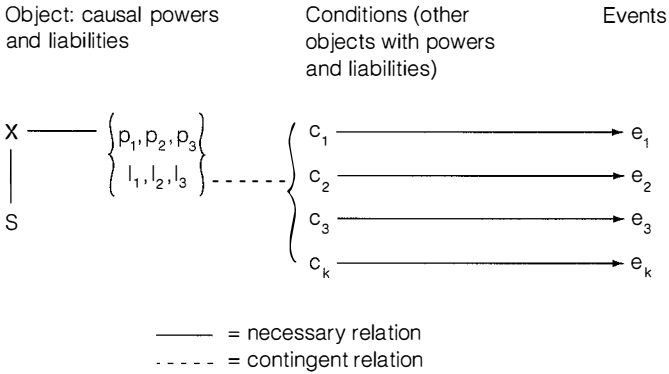 Object: causal powers
and liabilities
Conditions (other
objects with powers
and liabilities)
Events
X
p1, p2, p3
l1, l2, l3
S
c1
e1
c2
e2
c3
e3
ck
ek
= necessary relation
= contingent relation